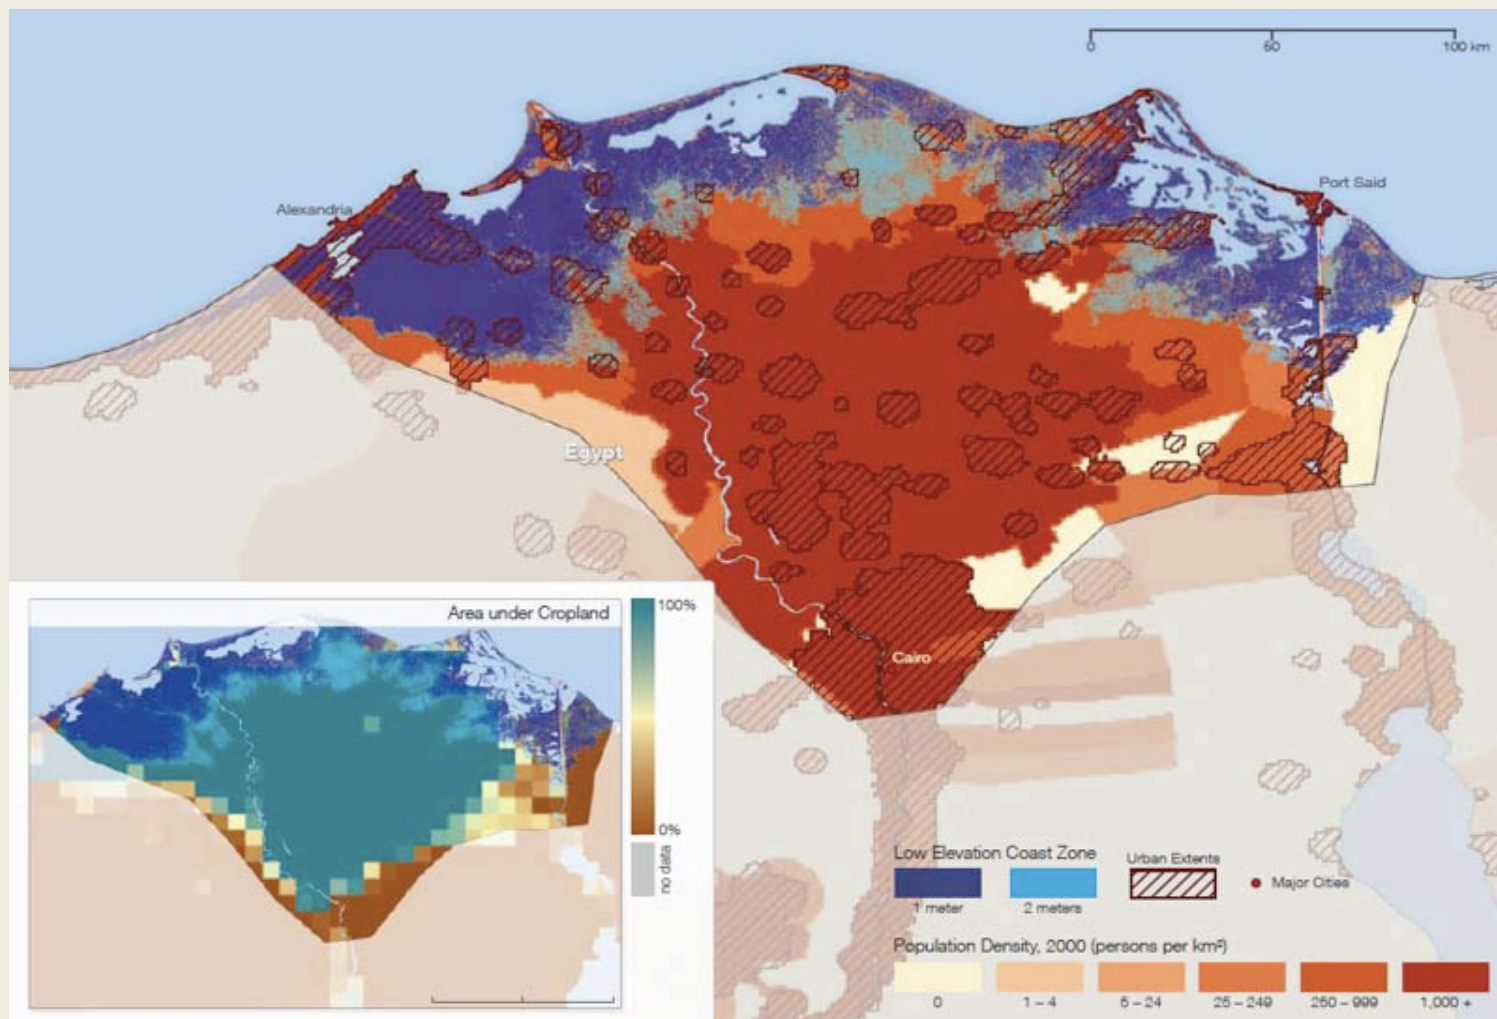 0
50
100 km
Alexandria
Port Said
Egypt
Cairo
Area under Cropland
100%
0%
no data
Low Elevation Coast Zone
1 meter
2 meters
Urban Extents
Major Cities
Population Density, 2000 (persons per km²)
0
1 – 4
5 – 24
25 – 249
250 – 999
1,000 +